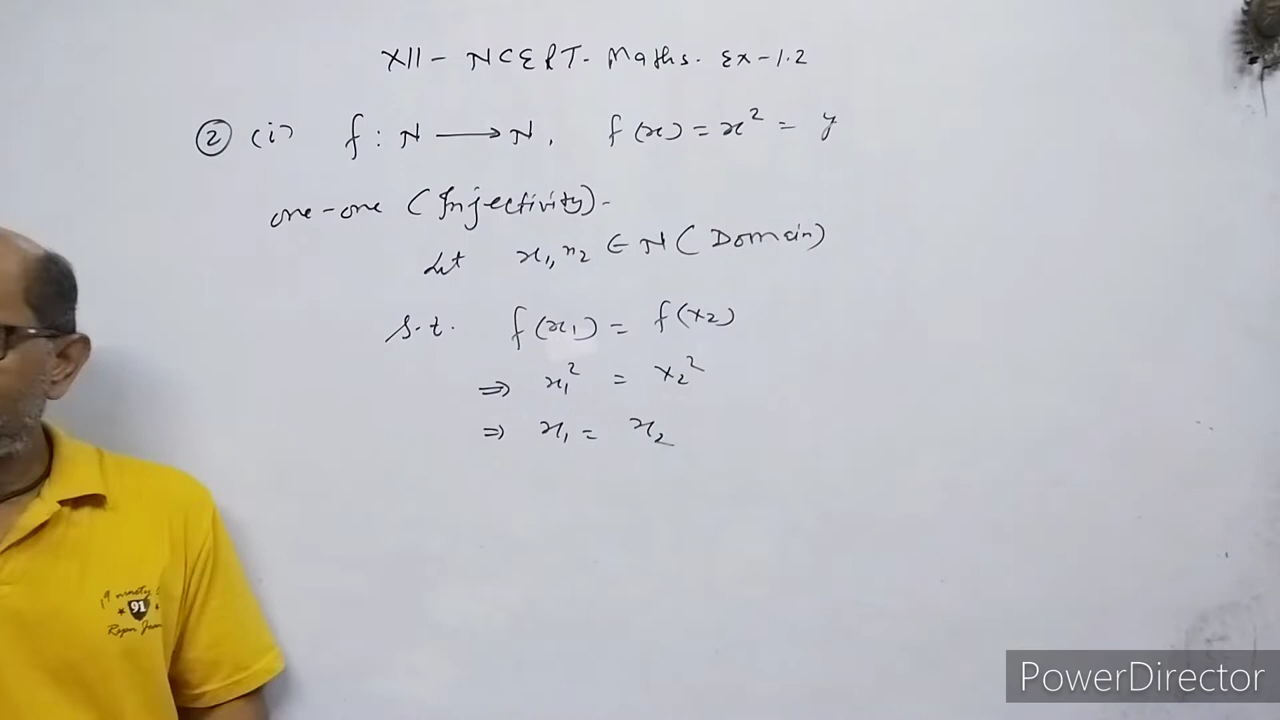 XII - NCERT. Maths. Ex-1.2
② (i) f : N ⟶ N, f(x) = x² = y
one-one (Injectivity).
Let x₁, x₂ ∈ N (Domain)
s.t. f(x₁) = f(x₂)
⇒ x₁² = x₂²
⇒ x₁ = x₂
91
PowerDirector